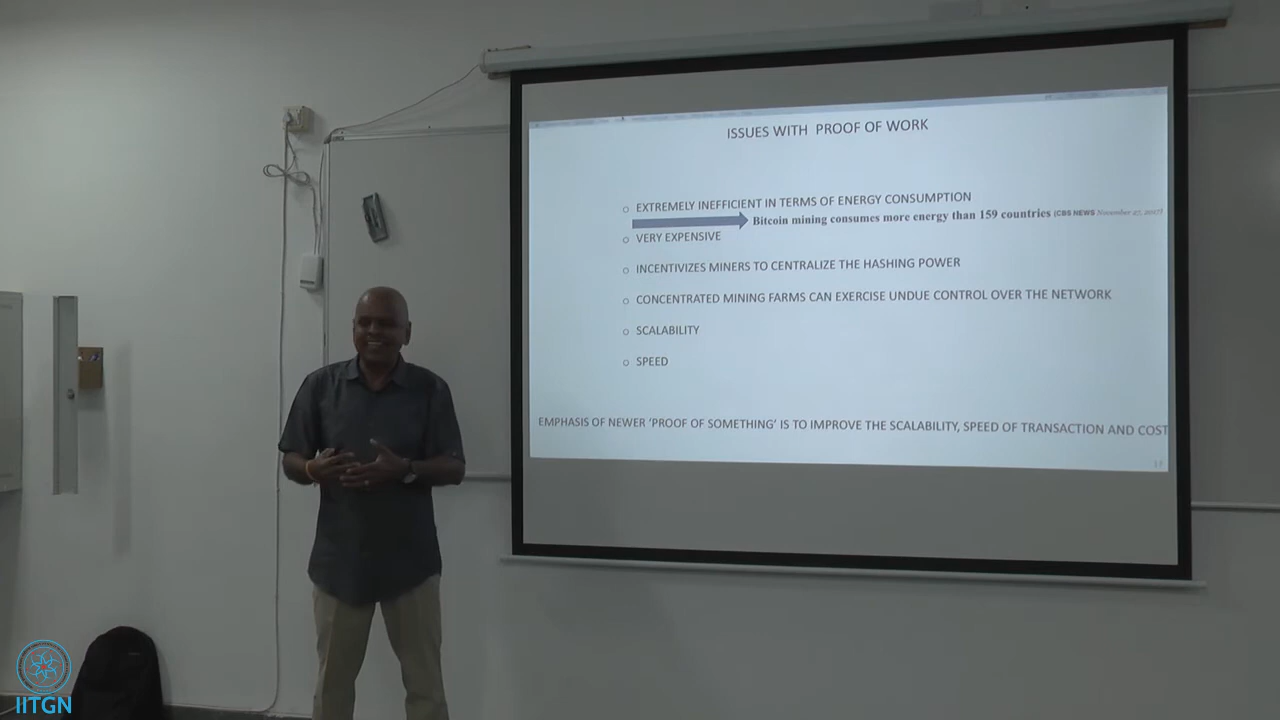 ISSUES WITH PROOF OF WORK
EXTREMELY INEFFICIENT IN TERMS OF ENERGY CONSUMPTION
Bitcoin mining consumes more energy than 159 countries (CBS NEWS November 27, 2017)
VERY EXPENSIVE
INCENTIVIZES MINERS TO CENTRALIZE THE HASHING POWER
CONCENTRATED MINING FARMS CAN EXERCISE UNDUE CONTROL OVER THE NETWORK
SCALABILITY
SPEED
EMPHASIS OF NEWER ‘PROOF OF SOMETHING’ IS TO IMPROVE THE SCALABILITY, SPEED OF TRANSACTION AND COST
IITGN